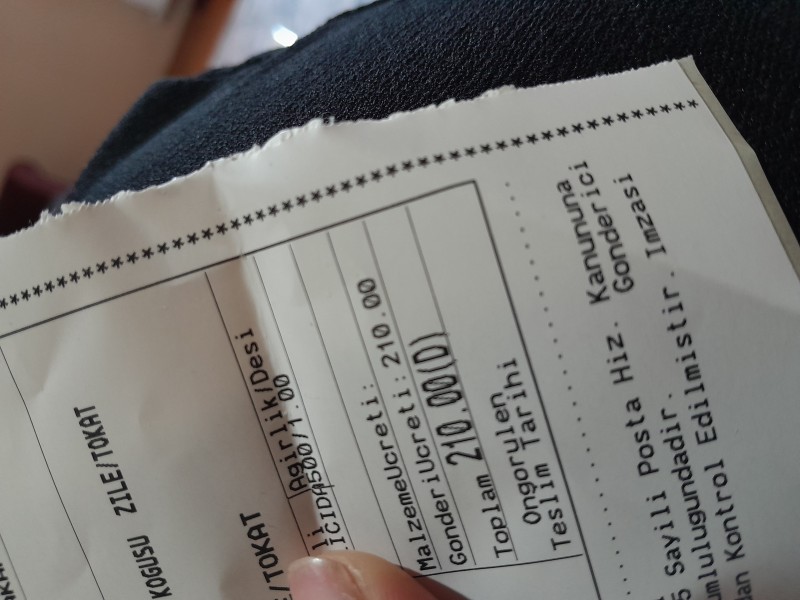 ************************************************
KOGUSU ZILE/TOKAT
E/TOKAT
Agirlik/Desi
500/1.00
MalzemeUcreti:
GonderiUcreti:210.00
Toplam 210.00(D)
Ongorulen
Teslim Tarihi
Sayili Posta Hiz. Kanununa
umlulugundadir. Gonderici
dan Kontrol Edilmistir. Imzasi